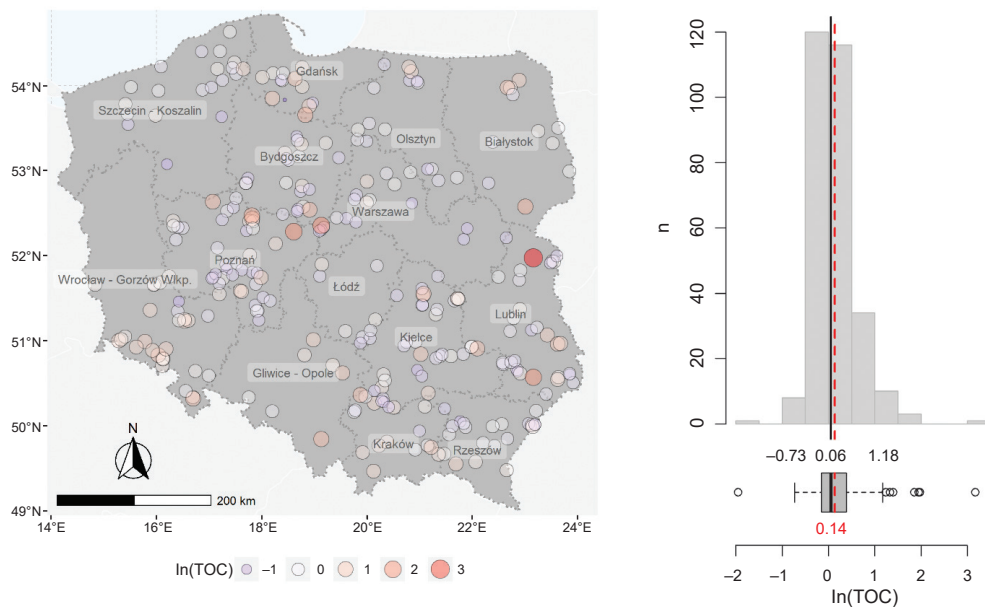 54°N
53°N
52°N
51°N
50°N
49°N
14°E
16°E
18°E
20°E
22°E
24°E
Gdańsk
Szczecin - Koszalin
Olsztyn
Białystok
Bydgoszcz
Warszawa
Poznań
Wrocław - Gorzów Wlkp.
Łódź
Lublin
Kielce
Gliwice - Opole
Kraków
Rzeszów
N
200 km
ln(TOC)
−1
0
1
2
3
n
0
20
40
60
80
100
120
−0.73
0.06
1.18
0.14
−2
−1
0
1
2
3
ln(TOC)